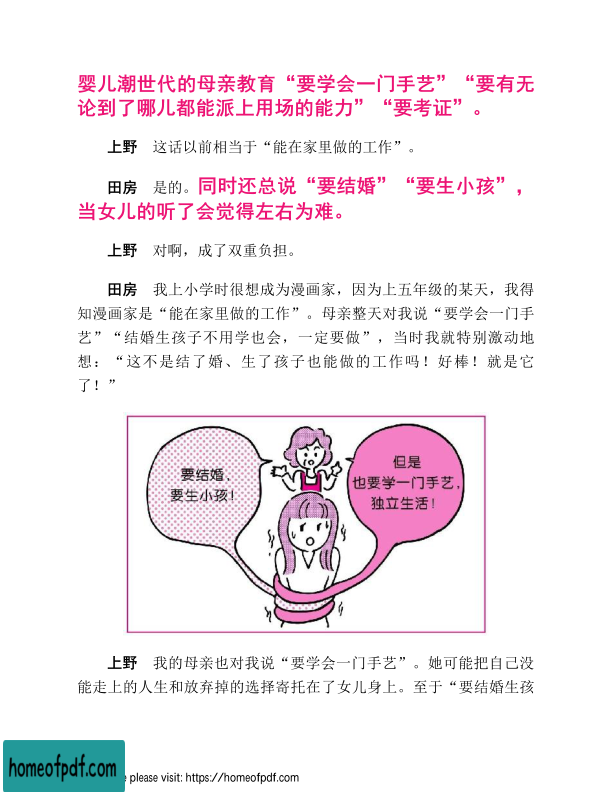 婴儿潮世代的母亲教育“要学会一门手艺”“要有无
论到了哪儿都能派上用场的能力”“要考证”。
上野　这话以前相当于“能在家里做的工作”。
田房　是的。同时还总说“要结婚”“要生小孩”，
当女儿的听了会觉得左右为难。
上野　对啊，成了双重负担。
田房　我上小学时很想成为漫画家，因为上五年级的某天，我得
知漫画家是“能在家里做的工作”。母亲整天对我说“要学会一门手
艺”“结婚生孩子不用学也会，一定要做”，当时我就特别激动地
想：“这不是结了婚、生了孩子也能做的工作吗！好棒！就是它
了！”
要结婚，
要生小孩！
但是
也要学一门手艺，
独立生活！
上野　我的母亲也对我说“要学会一门手艺”。她可能把自己没
能走上的人生和放弃掉的选择寄托在了女儿身上。至于“要结婚生孩
homeofpdf.com
e please visit: https://homeofpdf.com